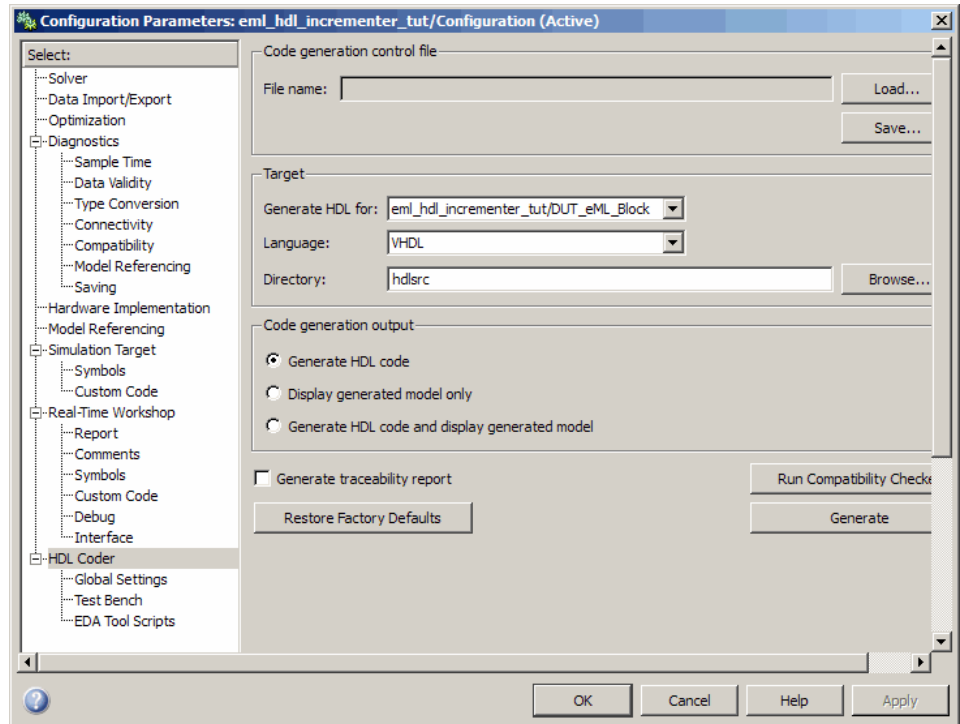 Configuration Parameters: eml_hdl_incrementer_tut/Configuration (Active)
Select:
Solver
Data Import/Export
Optimization
Diagnostics
Sample Time
Data Validity
Type Conversion
Connectivity
Compatibility
Model Referencing
Saving
Hardware Implementation
Model Referencing
Simulation Target
Symbols
Custom Code
Real-Time Workshop
Report
Comments
Symbols
Custom Code
Debug
Interface
HDL Coder
Global Settings
Test Bench
EDA Tool Scripts
Code generation control file
File name:
Load...
Save...
Target
Generate HDL for: eml_hdl_incrementer_tut/DUT_eML_Block
Language: VHDL
Directory: hdlsrc Browse...
Code generation output
Generate HDL code
Display generated model only
Generate HDL code and display generated model
Generate traceability report Run Compatibility Checke
Restore Factory Defaults Generate
OK Cancel Help Apply